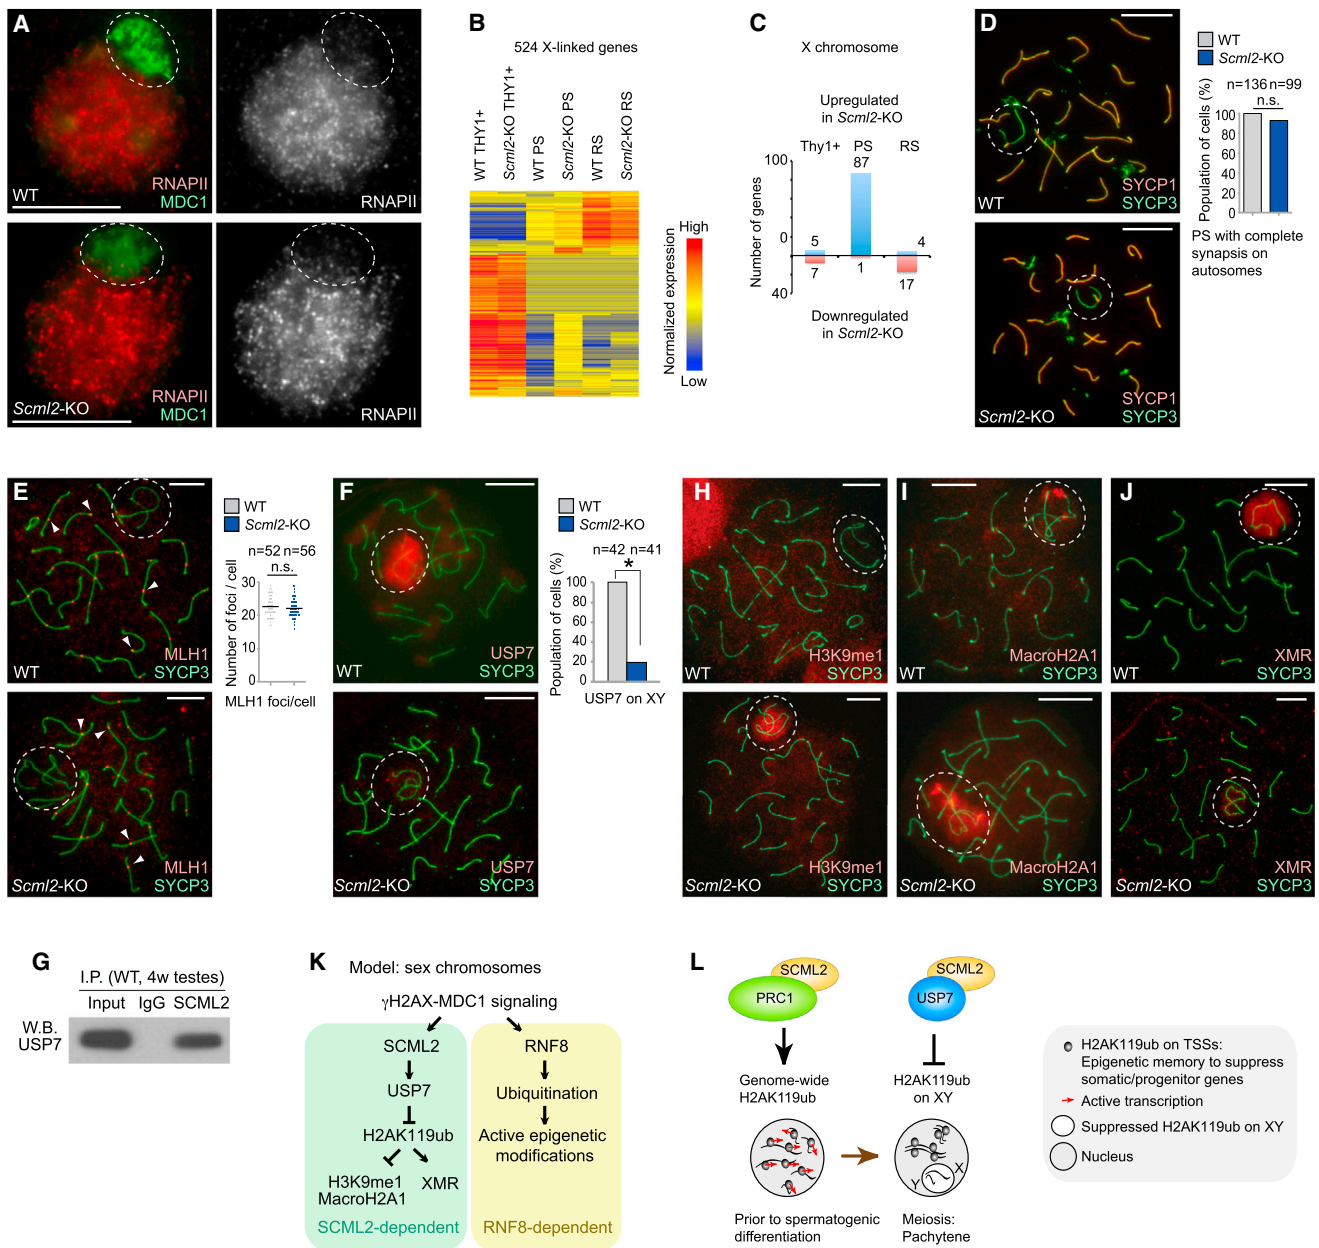 A
RNAPII
MDC1
WT
RNAPII
RNAPII
MDC1
Scml2-KO
RNAPII
B
524 X-linked genes
WT THY1+
Scml2-KO THY1+
WT PS
Scml2-KO PS
WT RS
Scml2-KO RS
High
Normalized expression
Low
C
X chromosome
Upregulated
in Scml2-KO
Thy1+ PS RS
100
87
Number of genes
0
5
4
7
1
17
40
Downregulated
in Scml2-KO
D
SYCP1
SYCP3
WT
SYCP1
SYCP3
Scml2-KO
WT
Scml2-KO
n=136 n=99
n.s.
Population of cells (%)
100
80
60
40
20
0
PS with complete
synapsis on
autosomes
E
MLH1
SYCP3
WT
MLH1
SYCP3
Scml2-KO
WT
Scml2-KO
n=52 n=56
n.s.
Number of foci / cell
30
20
10
0
MLH1 foci/cell
F
USP7
SYCP3
WT
USP7
SYCP3
Scml2-KO
WT
Scml2-KO
n=42 n=41
*
Population of cells (%)
100
80
60
40
20
0
USP7 on XY
H
H3K9me1
SYCP3
WT
H3K9me1
SYCP3
Scml2-KO
I
MacroH2A1
SYCP3
WT
MacroH2A1
SYCP3
Scml2-KO
J
XMR
SYCP3
WT
XMR
SYCP3
Scml2-KO
G
I.P. (WT, 4w testes)
Input IgG SCML2
W.B.
USP7
K
Model: sex chromosomes
γH2AX-MDC1 signaling
SCML2
USP7
H2AK119ub
H3K9me1
MacroH2A1
XMR
SCML2-dependent
RNF8
Ubiquitination
Active epigenetic
modifications
RNF8-dependent
L
SCML2
PRC1
SCML2
USP7
Genome-wide
H2AK119ub
H2AK119ub
on XY
X
Y
Prior to spermatogenic
differentiation
Meiosis:
Pachytene
H2AK119ub on TSSs:
Epigenetic memory to suppress
somatic/progenitor genes
Active transcription
Suppressed H2AK119ub on XY
Nucleus